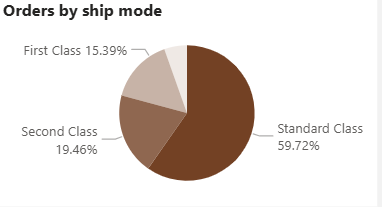 Orders by ship mode
First Class 15.39%
Second Class
19.46%
Standard Class
59.72%